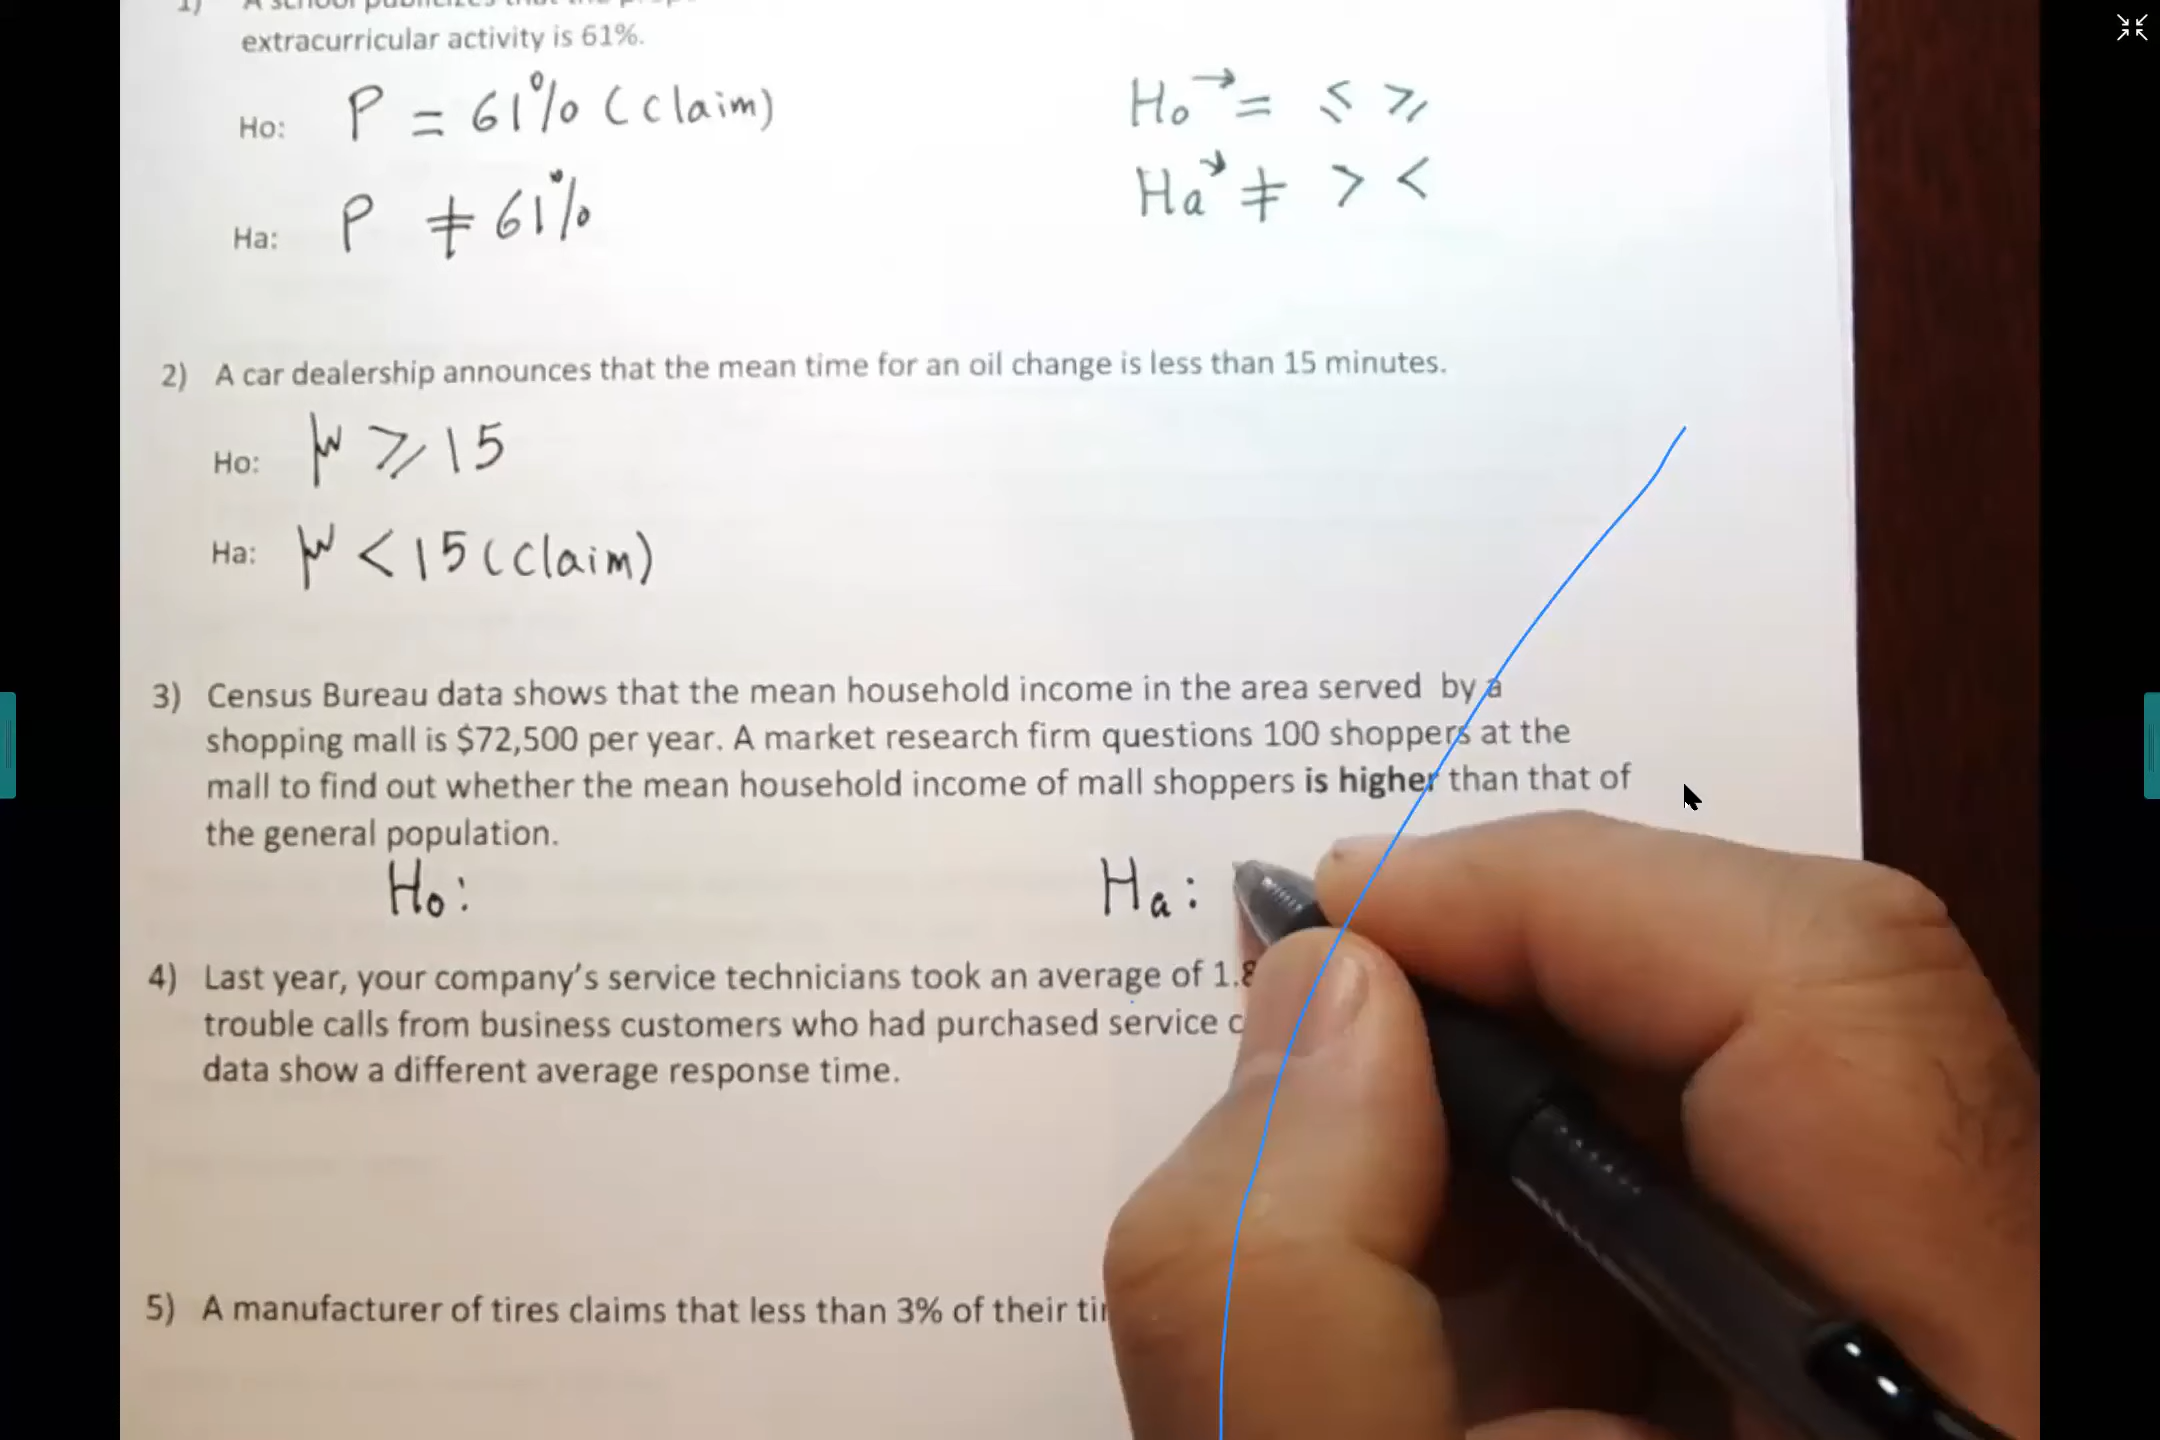 extracurricular activity is 61%.
Ho: P = 61% (claim)
Ho → = ≤ ≥
Ha: P ≠ 61%
Ha → ≠ > <
2) A car dealership announces that the mean time for an oil change is less than 15 minutes.
Ho: μ ≥ 15
Ha: μ < 15 (claim)
3) Census Bureau data shows that the mean household income in the area served by a
shopping mall is $72,500 per year. A market research firm questions 100 shoppers at the
mall to find out whether the mean household income of mall shoppers is higher than that of
the general population.
Ho: Ha:
4) Last year, your company's service technicians took an average of 1.8
trouble calls from business customers who had purchased service c
data show a different average response time.
5) A manufacturer of tires claims that less than 3% of their tir